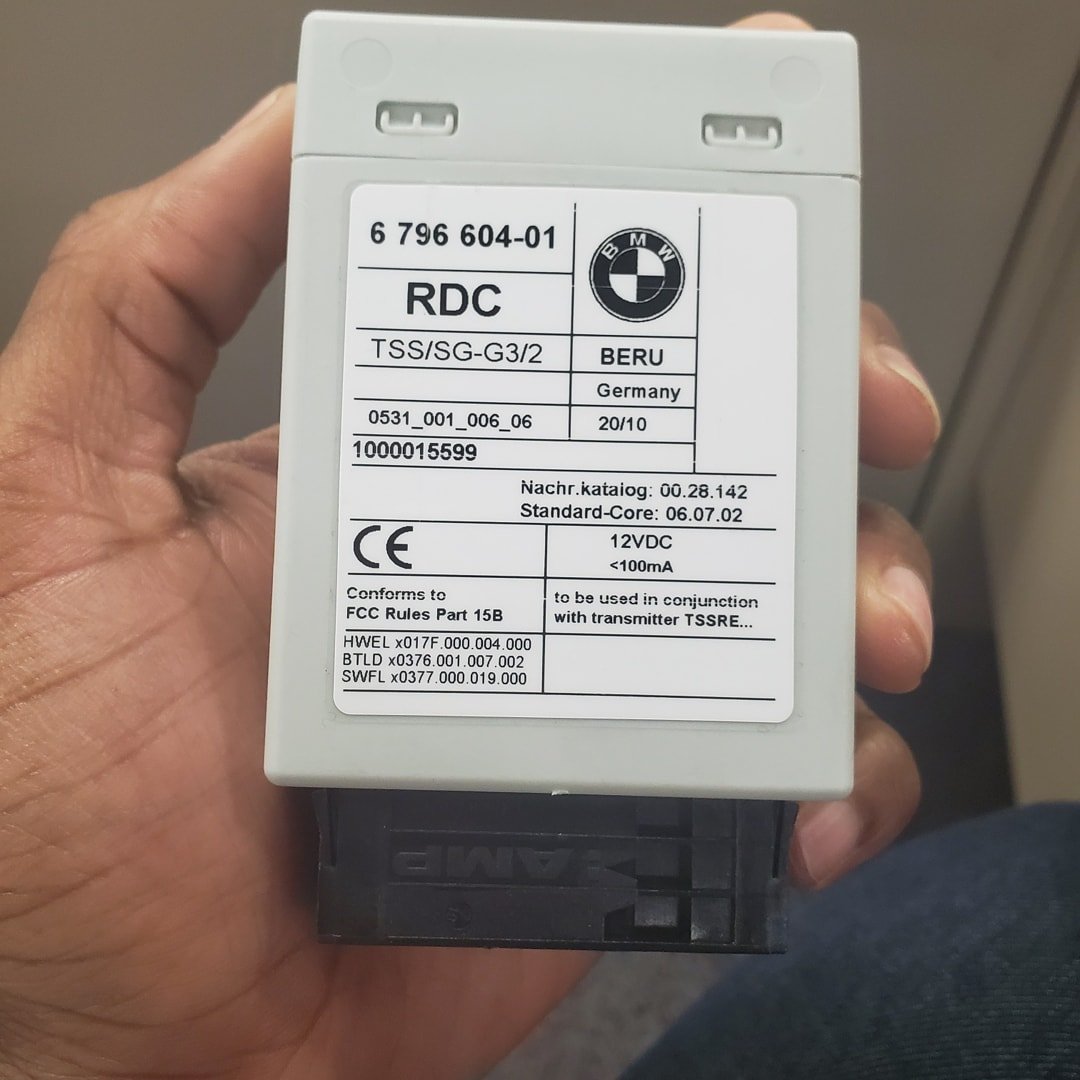 6 796 604-01
BMW
RDC
TSS/SG-G3/2
BERU
Germany
0531_001_006_06
20/10
1000015599
Nachr.katalog: 00.28.142
Standard-Core: 06.07.02
CE
12VDC
<100mA
Conforms to
FCC Rules Part 15B
to be used in conjunction
with transmitter TSSRE...
HWEL x017F.000.004.000
BTLD x0376.001.007.002
SWFL x0377.000.019.000
AMP